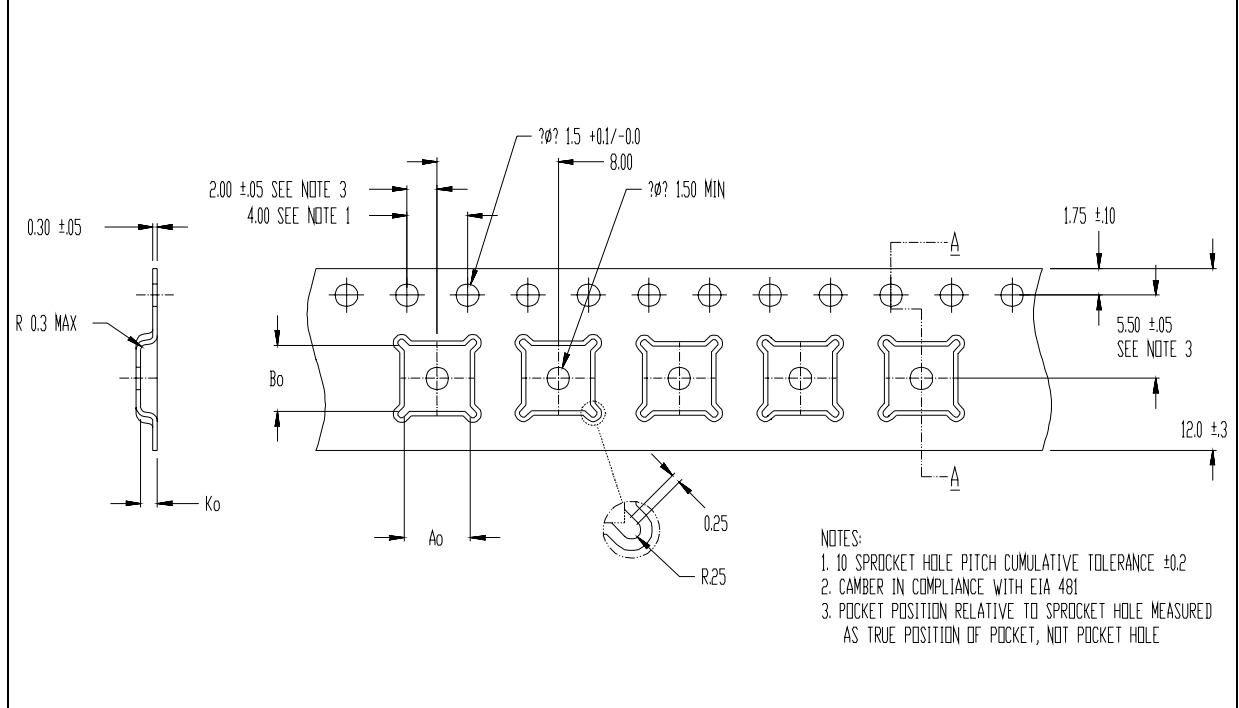 ?Ø? 1.5 +0.1/-0.0
8.00
2.00 ±.05 SEE NOTE 3
?Ø? 1.50 MIN
4.00 SEE NOTE 1
1.75 ±.10
0.30 ±.05
A
R 0.3 MAX
5.50 ±.05
SEE NOTE 3
Bo
12.0 ±.3
A
Ko
0.25
Ao
R.25
NOTES:
1. 10 SPROCKET HOLE PITCH CUMULATIVE TOLERANCE ±0.2
2. CAMBER IN COMPLIANCE WITH EIA 481
3. POCKET POSITION RELATIVE TO SPROCKET HOLE MEASURED
AS TRUE POSITION OF POCKET, NOT POCKET HOLE